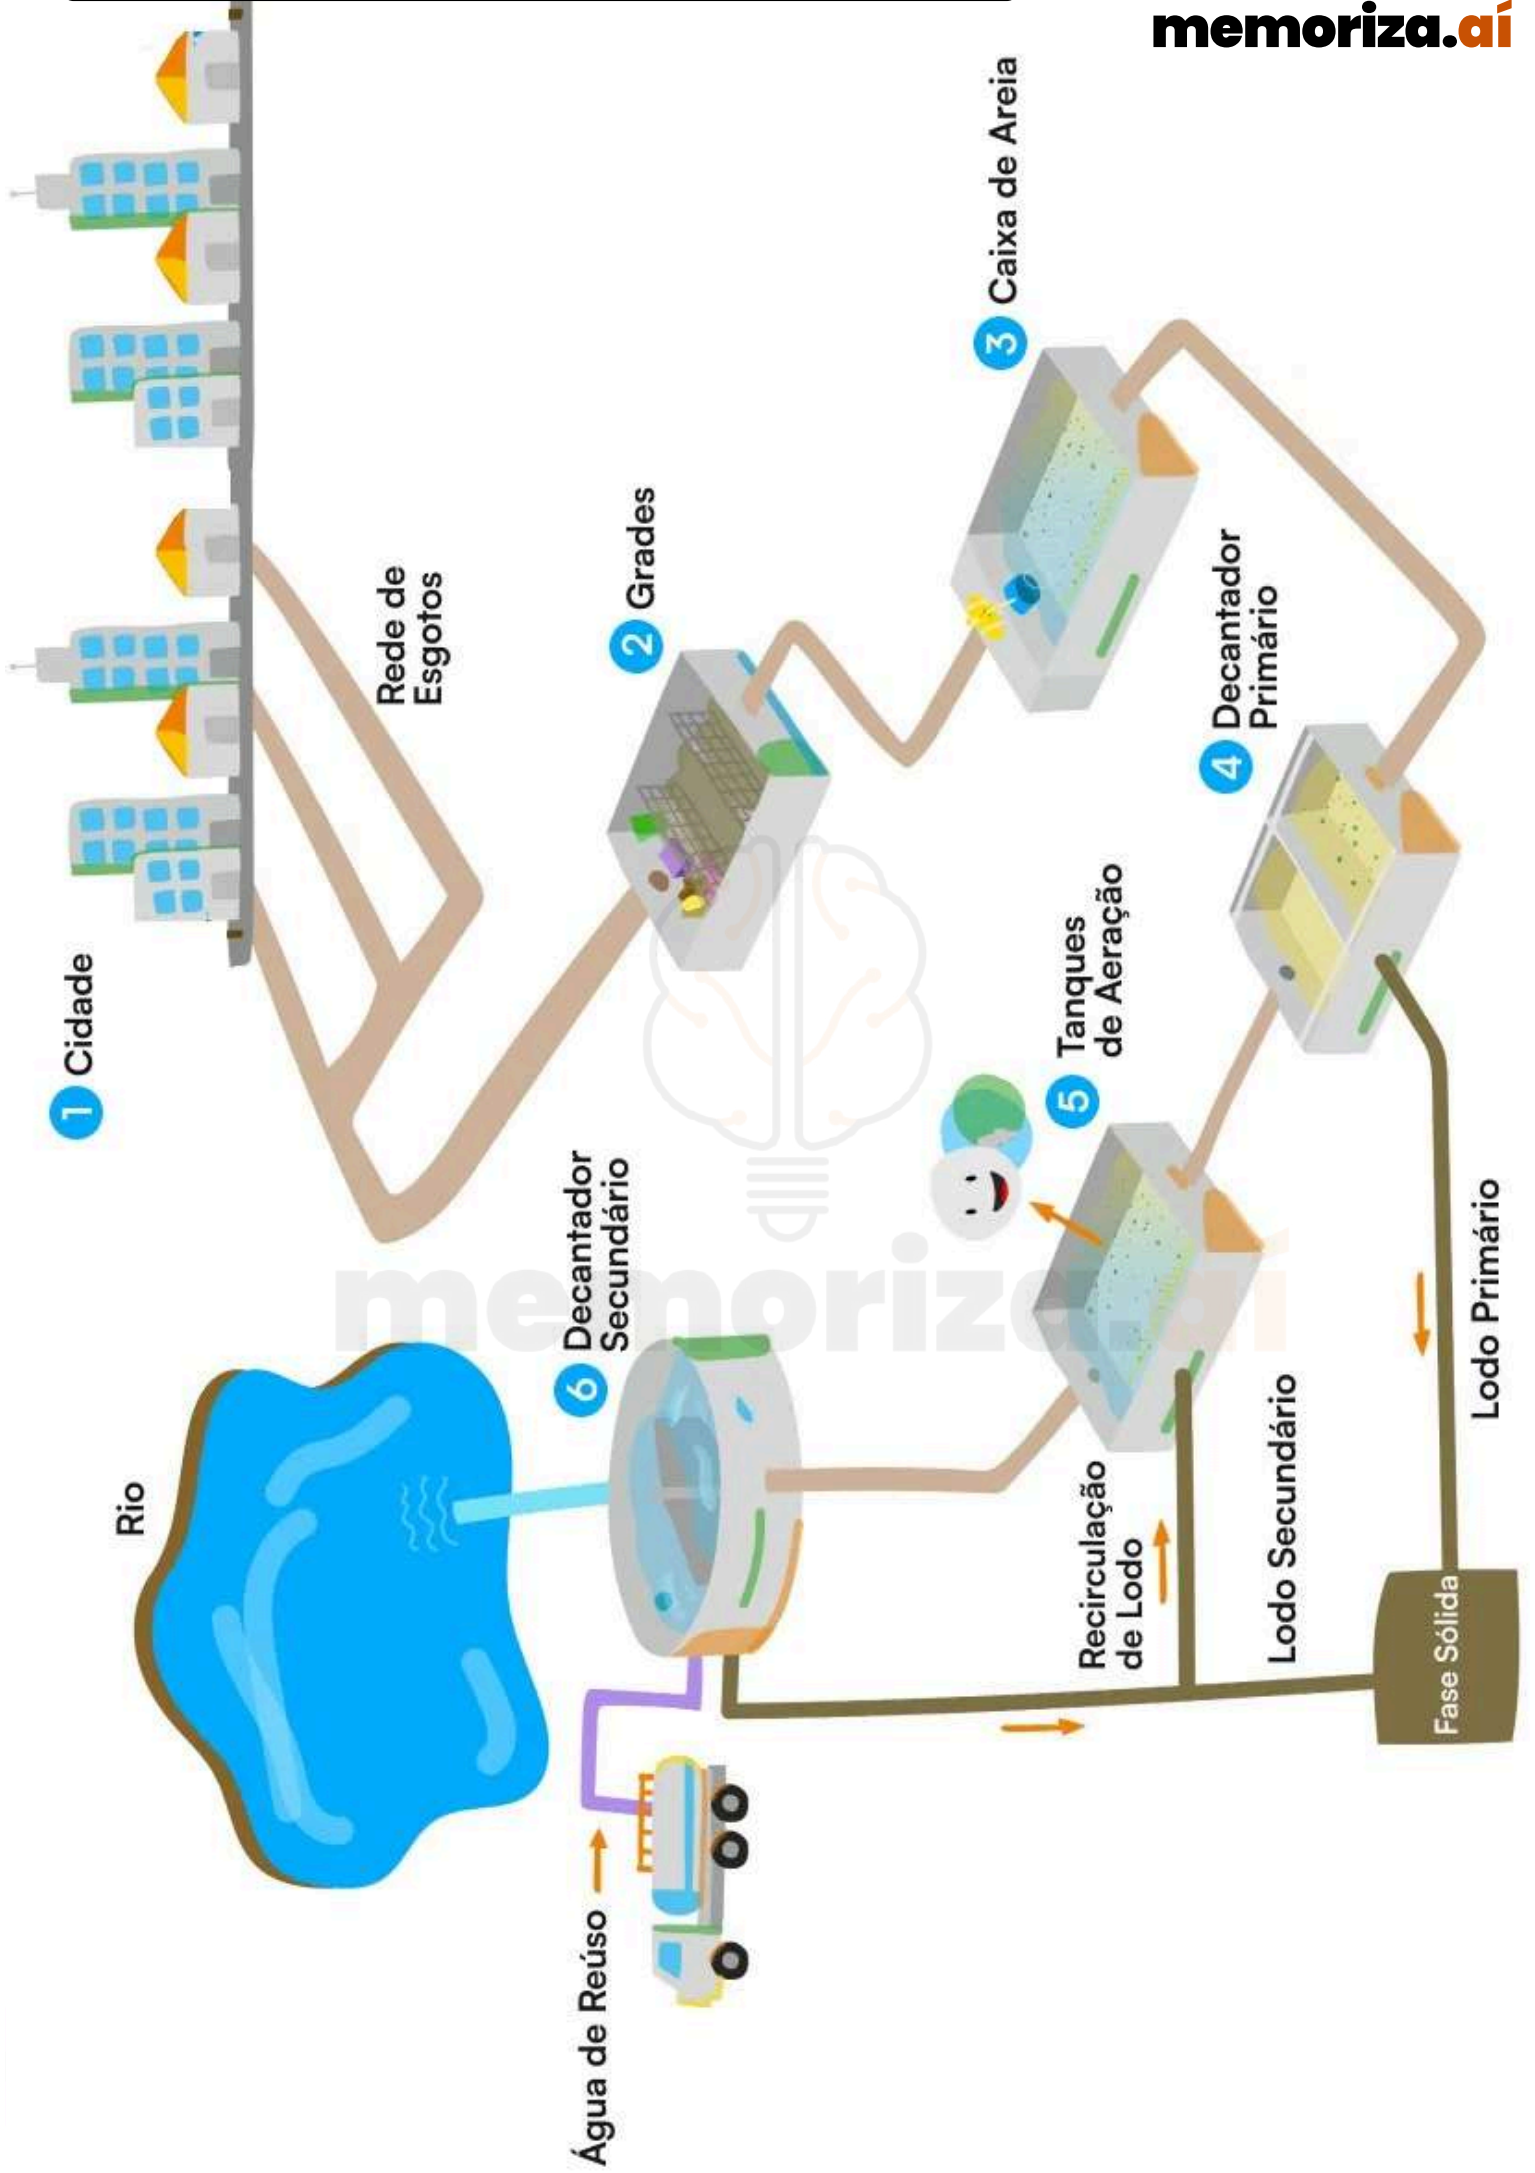 memoriza.aí
1 Cidade
Rede de
Esgotos
2 Grades
3 Caixa de Areia
4 Decantador
Primário
5 Tanques
de Aeração
6 Decantador
Secundário
Rio
Água de Reúso
Recirculação
de Lodo
Lodo Secundário
Lodo Primário
Fase Sólida
memoriza.aí